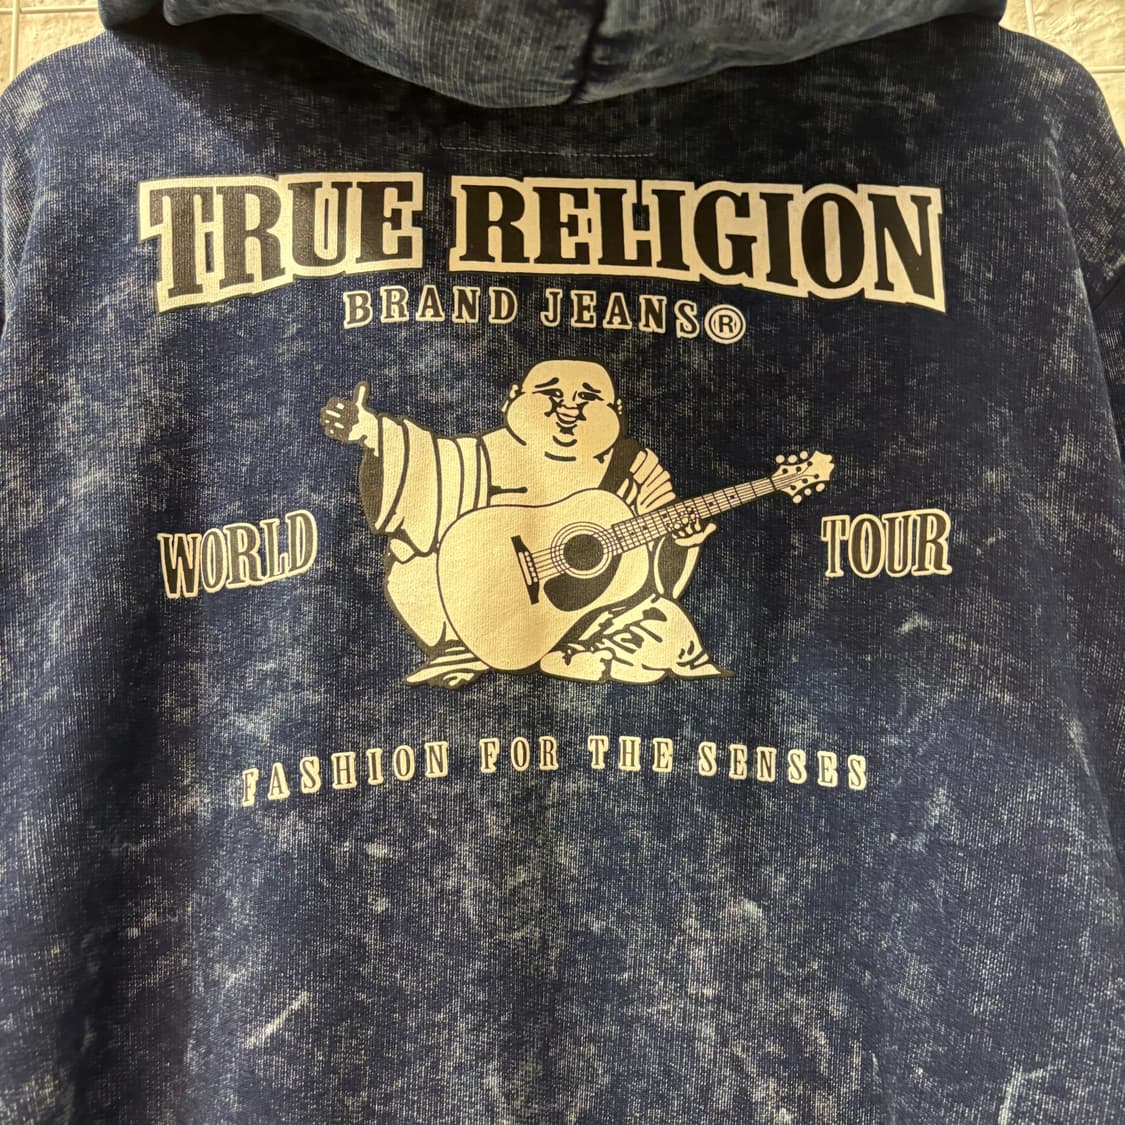 TRUE RELIGION
BRAND JEANS®
WORLD TOUR
FASHION FOR THE SENSES